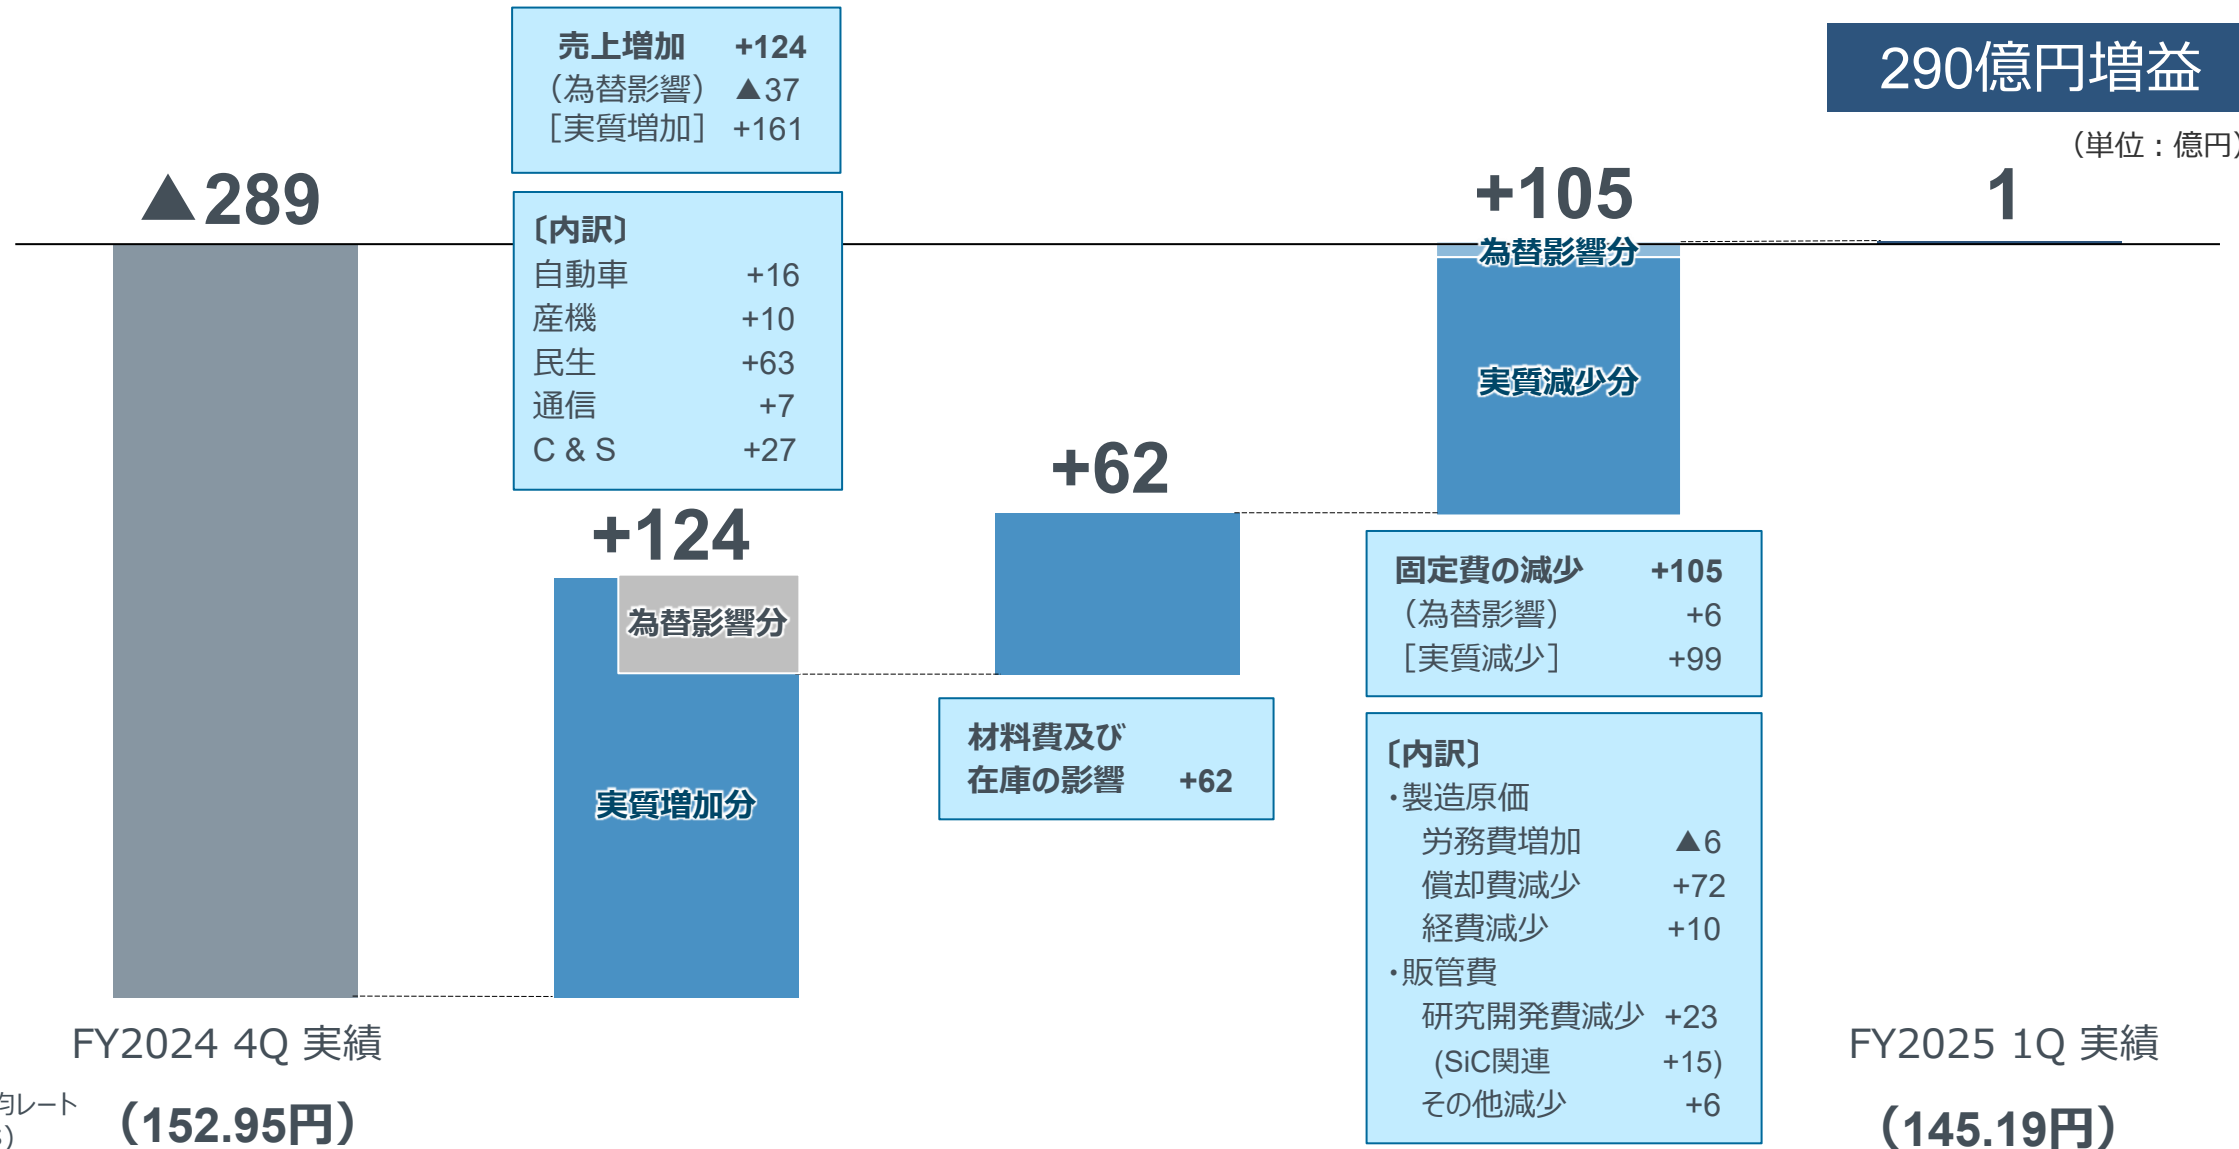 290億円増益
（単位：億円）
売上増加 +124
（為替影響） ▲37
［実質増加］ +161
〔内訳〕
自動車 +16
産機 +10
民生 +63
通信 +7
C & S +27
▲289
+124
為替影響分
実質増加分
+62
材料費及び
在庫の影響 +62
+105
為替影響分
実質減少分
固定費の減少 +105
（為替影響） +6
［実質減少］ +99
〔内訳〕
・製造原価
労務費増加 ▲6
償却費減少 +72
経費減少 +10
・販管費
研究開発費減少 +23
(SiC関連 +15)
その他減少 +6
1
FY2024 4Q 実績
（152.95円）
均レート
FY2025 1Q 実績
（145.19円）